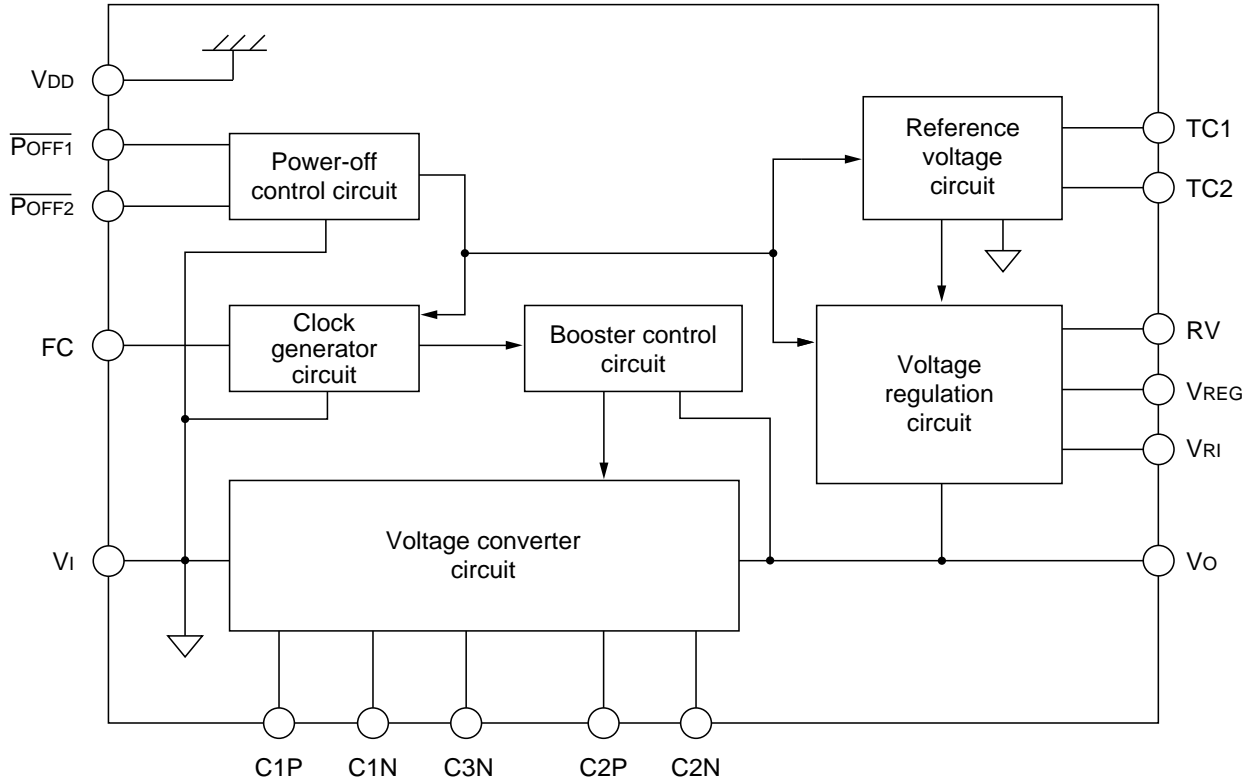 VDD
POFF1
POFF2
FC
VI
Power-off
control circuit
Clock
generator
circuit
Booster control
circuit
Voltage converter
circuit
Reference
voltage
circuit
Voltage
regulation
circuit
TC1
TC2
RV
VREG
VRI
VO
C1P
C1N
C3N
C2P
C2N